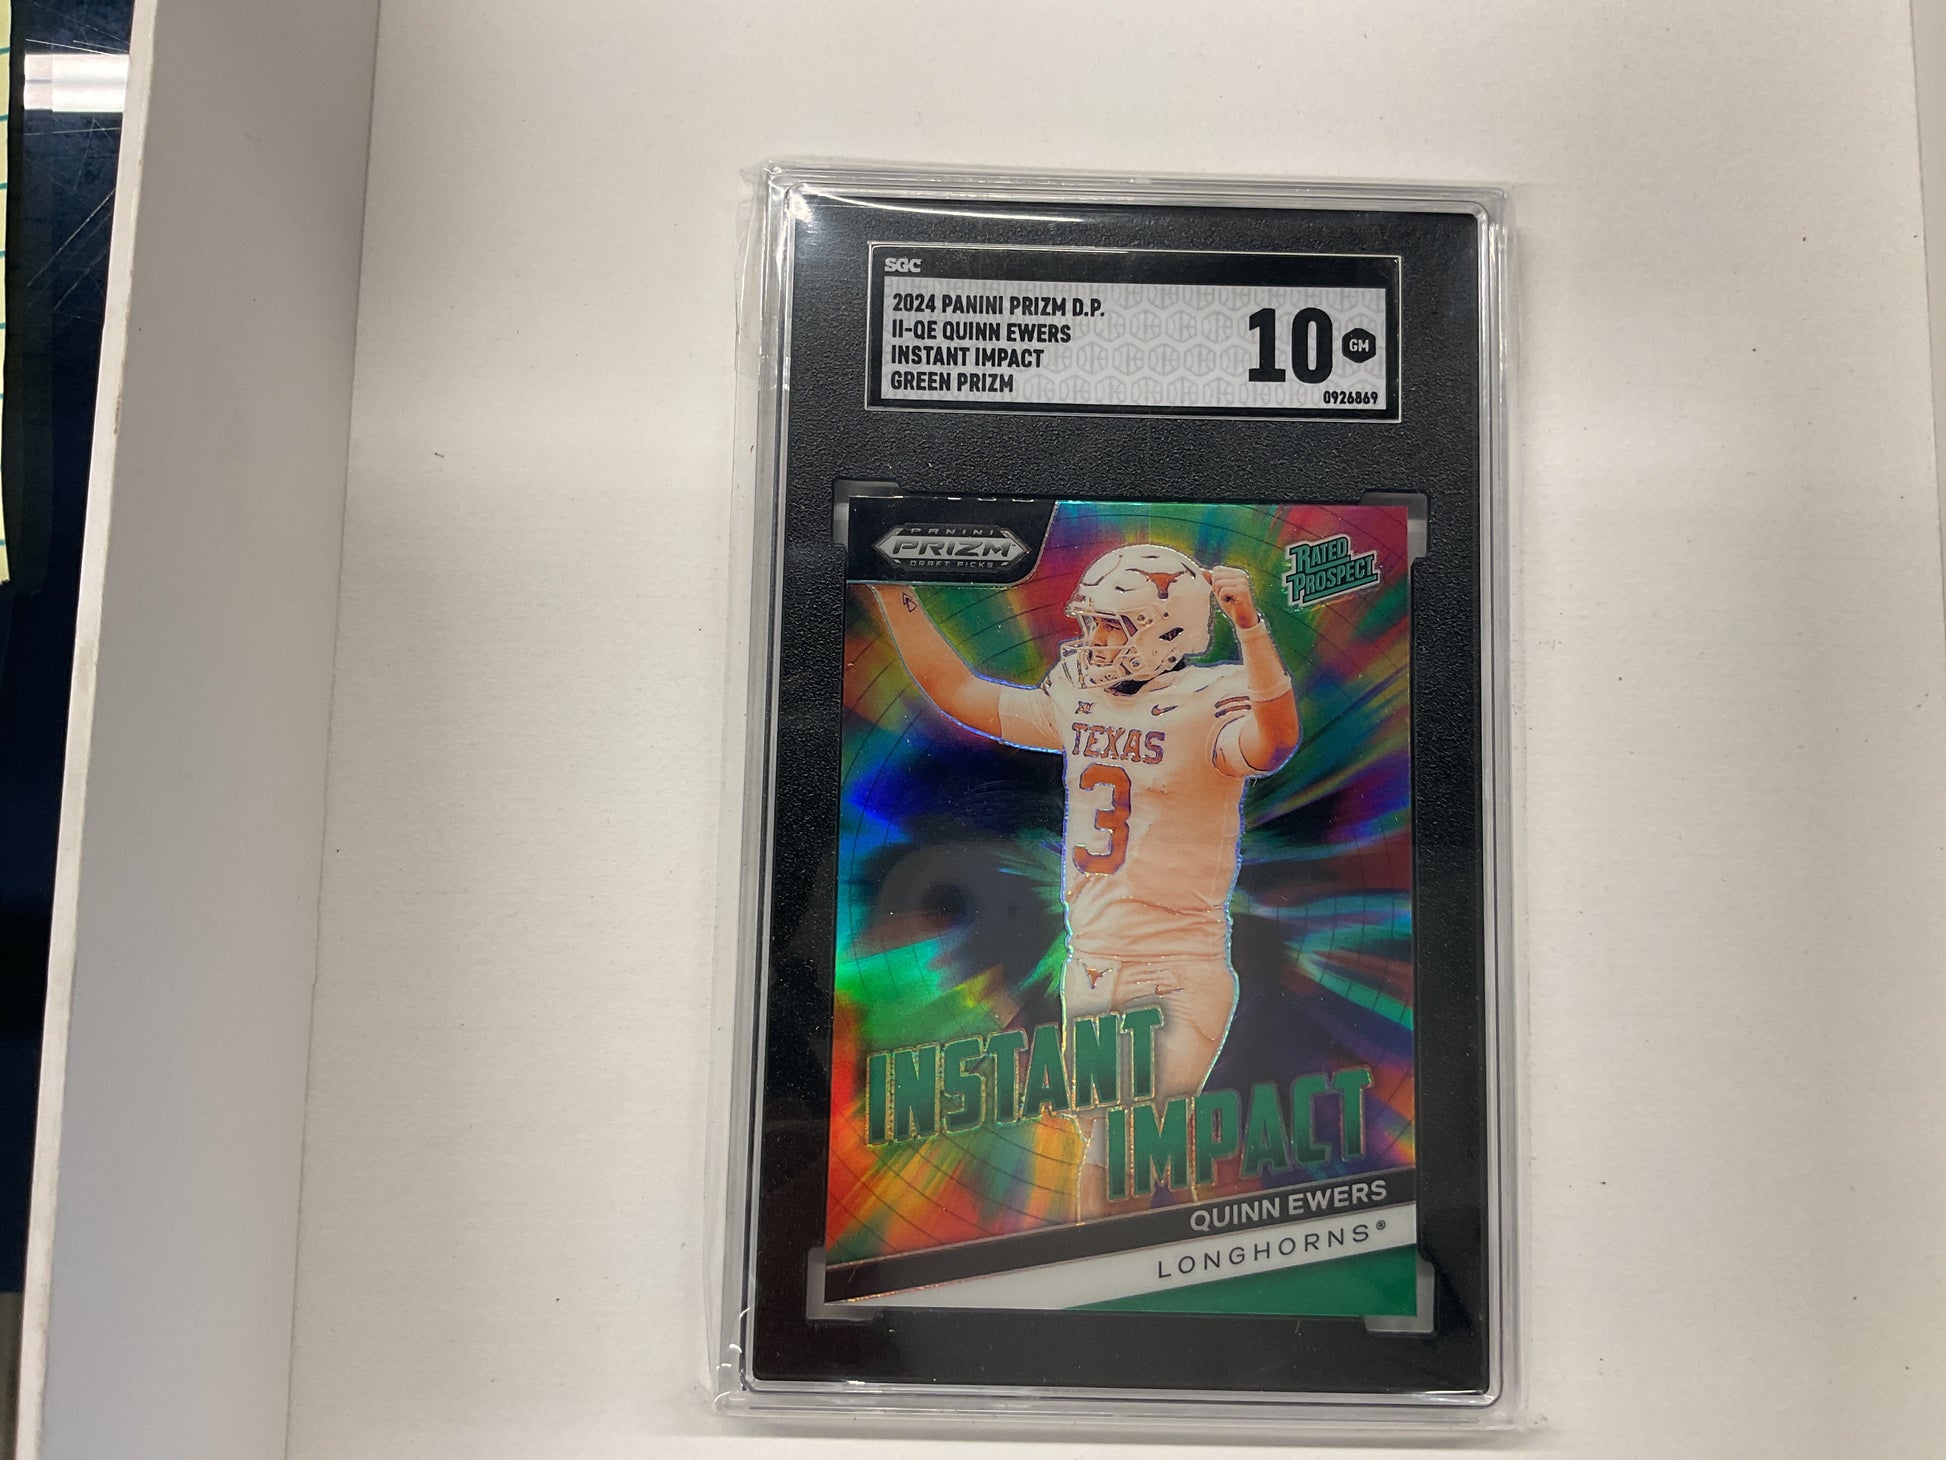 SGC
2024 PANINI PRIZM D.P.
II-QE QUINN EWERS
INSTANT IMPACT
GREEN PRIZM
10 GM
0926869
PANINI
PRIZM
DRAFT PICKS
RATED
PROSPECT
XII
TEXAS
3
INSTANT
IMPACT
QUINN EWERS
LONGHORNS®